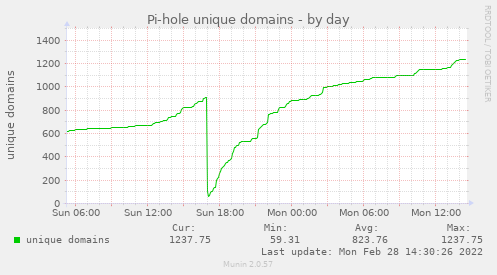 Pi-hole unique domains - by day
RRDTOOL / TOBI OETIKER
unique domains
1400
1200
1000
800
600
400
200
0
Sun 06:00 Sun 12:00 Sun 18:00 Mon 00:00 Mon 06:00 Mon 12:00
Cur: Min: Avg: Max:
unique domains 1237.75 59.31 823.76 1237.75
Last update: Mon Feb 28 14:30:26 2022
Munin 2.0.57